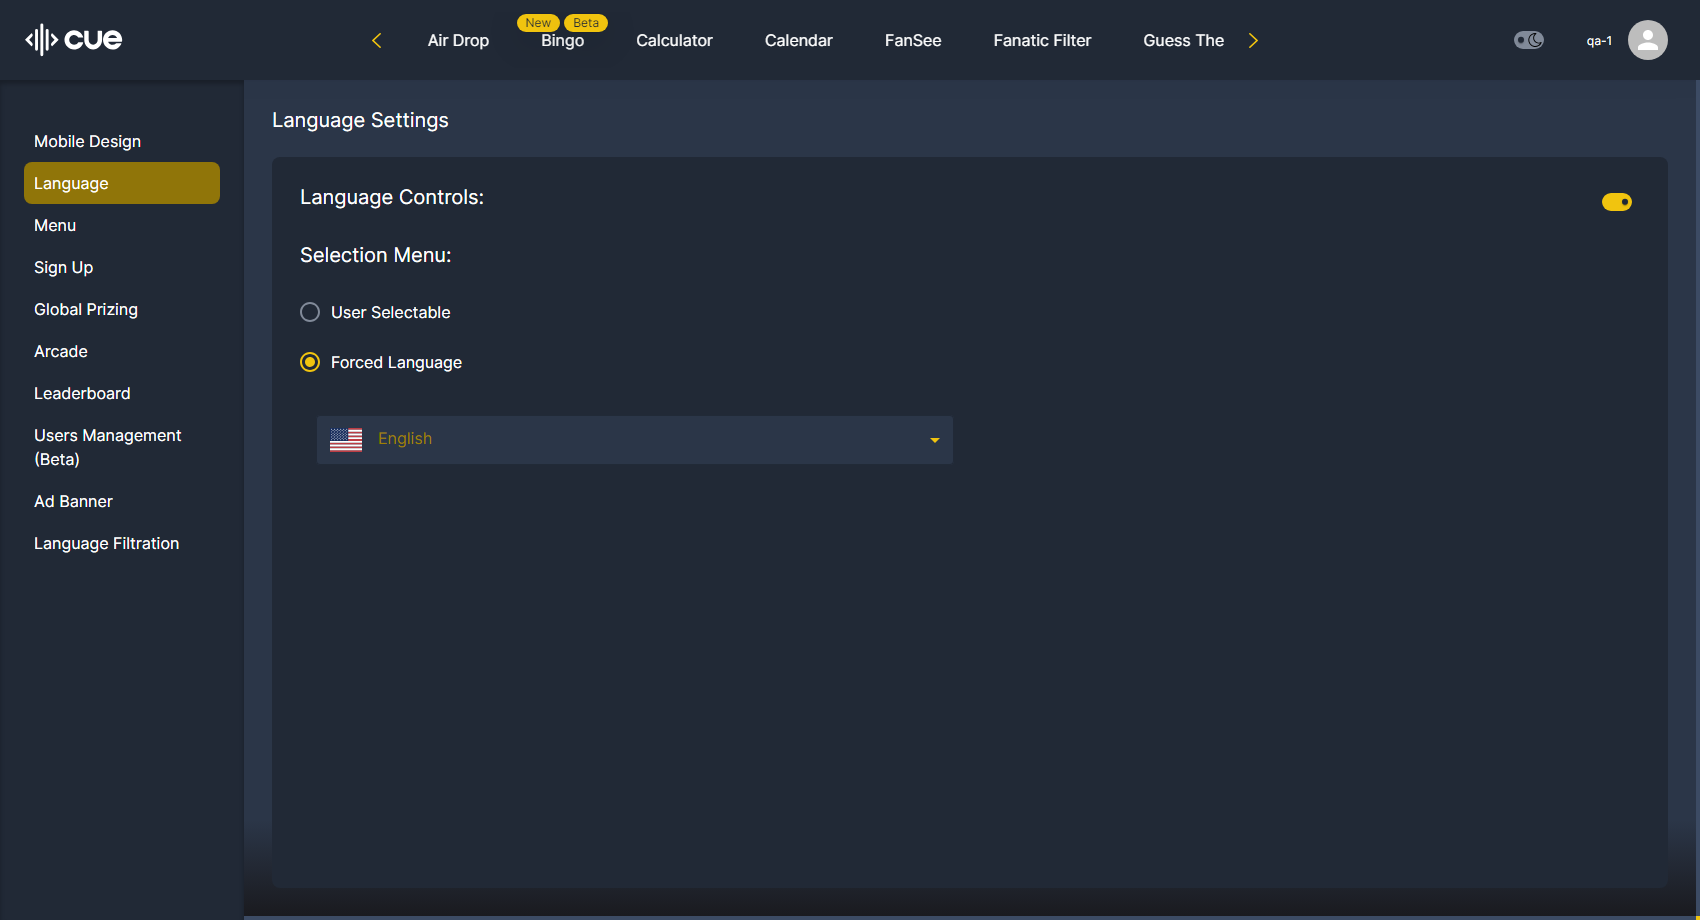 cue
Air Drop
New
Beta
Bingo
Calculator
Calendar
FanSee
Fanatic Filter
Guess The
qa-1
Mobile Design
Language
Menu
Sign Up
Global Prizing
Arcade
Leaderboard
Users Management
(Beta)
Ad Banner
Language Filtration
Language Settings
Language Controls:
Selection Menu:
User Selectable
Forced Language
English